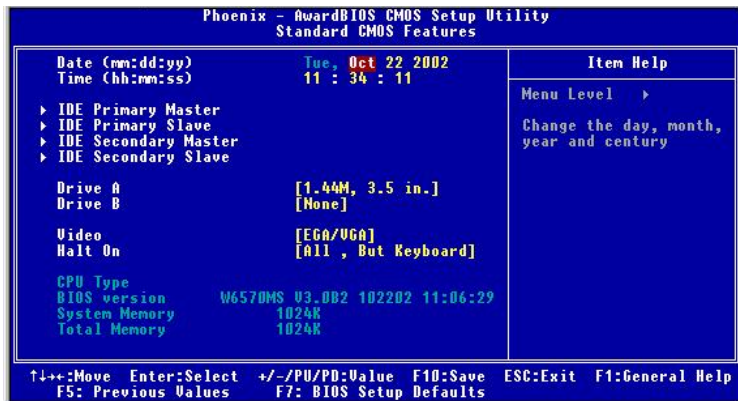 Phoenix - AwardBIOS CMOS Setup Utility
Standard CMOS Features
Date (mm:dd:yy) Tue, Oct 22 2002
Time (hh:mm:ss) 11 : 34 : 11
IDE Primary Master
IDE Primary Slave
IDE Secondary Master
IDE Secondary Slave
Drive A [1.44M, 3.5 in.]
Drive B [None]
Video [EGA/VGA]
Halt On [All , But Keyboard]
CPU Type
BIOS version W6570MS V3.0B2 102202 11:06:29
System Memory 1024K
Total Memory 1024K
Item Help
Menu Level
Change the day, month,
year and century
↑↓→←:Move Enter:Select +/-/PU/PD:Value F10:Save ESC:Exit F1:General Help
F5: Previous Values F7: BIOS Setup Defaults